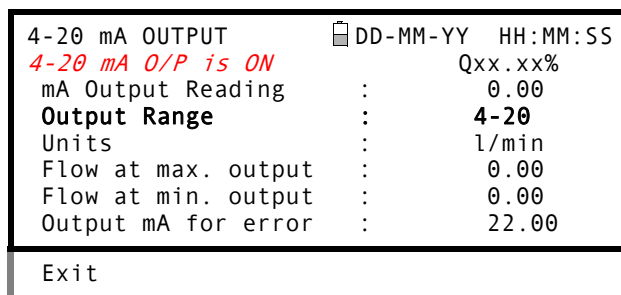 4-20 mA OUTPUT DD-MM-YY HH:MM:SS
4-20 mA O/P is ON Qxx.xx%
mA Output Reading : 0.00
Output Range : 4-20
Units : l/min
Flow at max. output : 0.00
Flow at min. output : 0.00
Output mA for error : 22.00
Exit